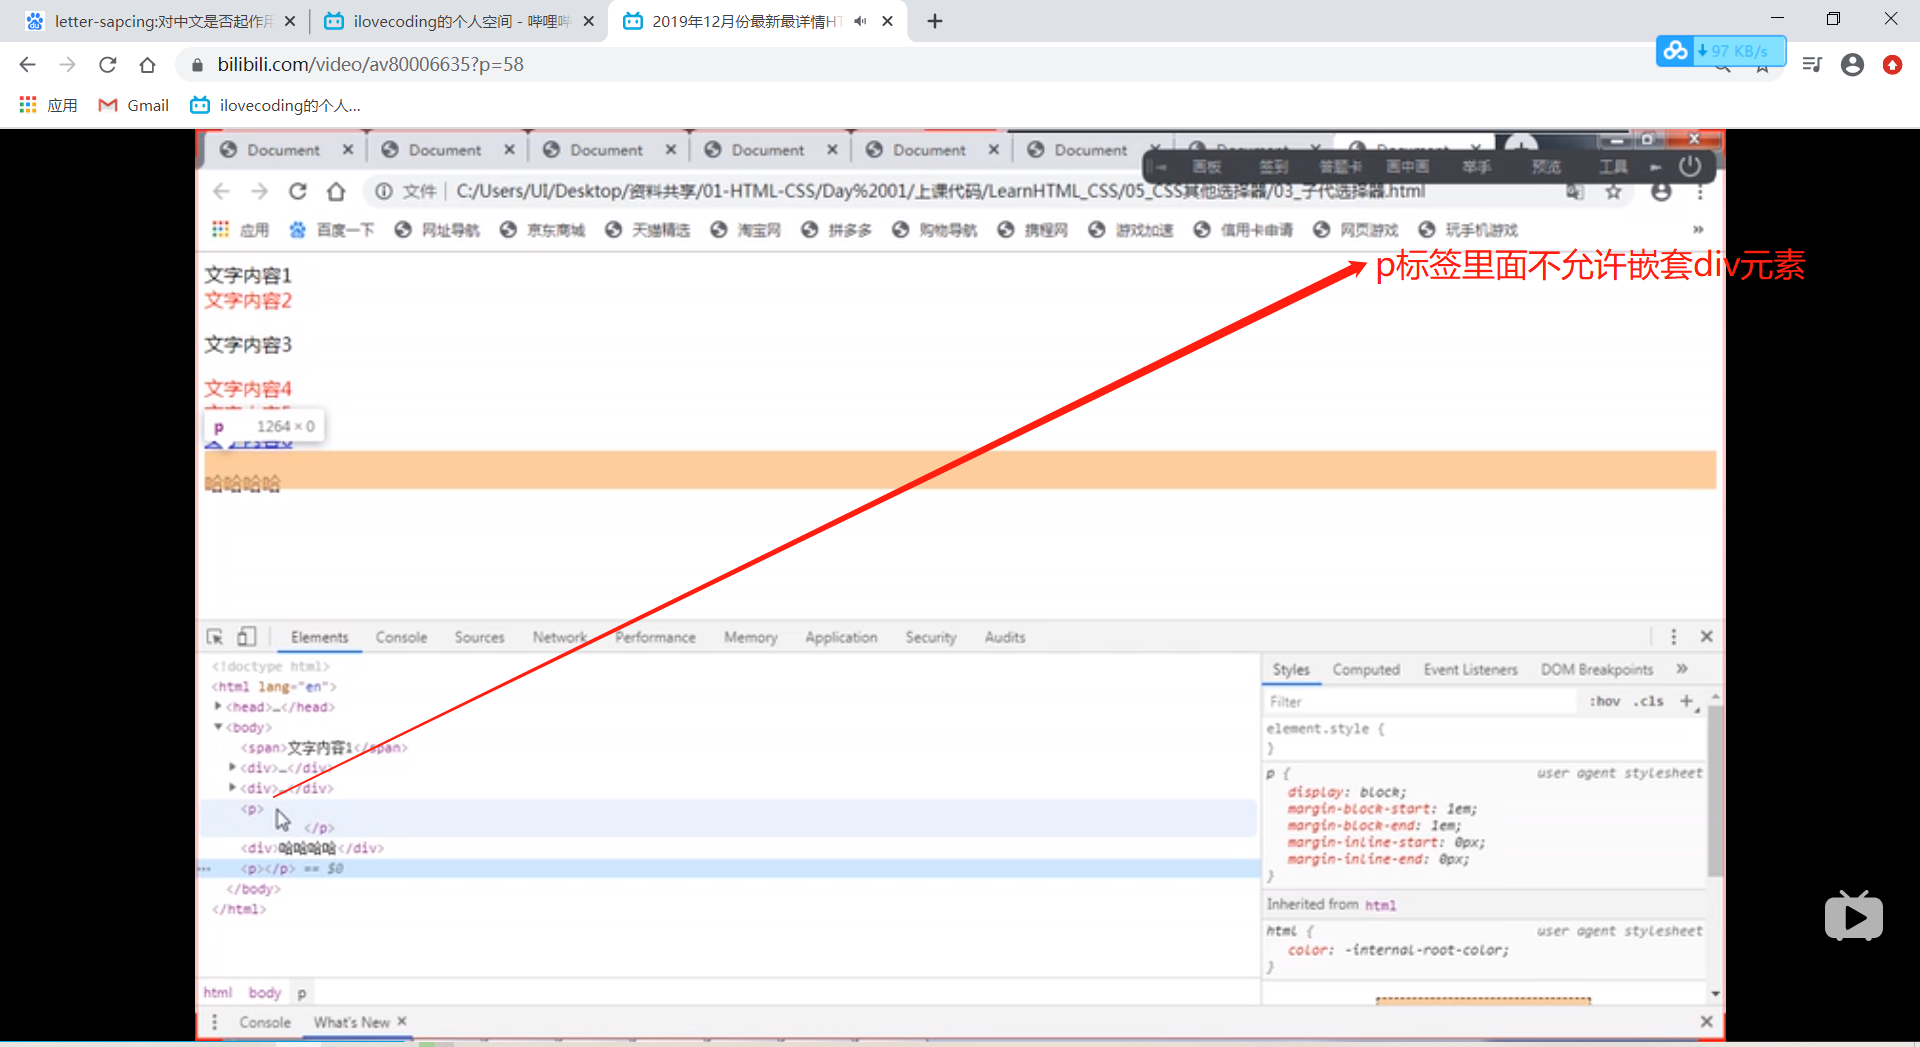 letter-sapcing:对中文是否起作用
ilovecoding的个人空间 - 哔哩哔
2019年12月份最新最详情HT
bilibili.com/video/av80006635?p=58
97 KB/s
应用 Gmail ilovecoding的个人...
Document Document Document Document Document Document Document Document
画板 签到 答题卡 画中画 举手 预览 工具
文件 C:/Users/UI/Desktop/资料共享/01-HTML-CSS/Day%2001/上课代码/LearnHTML_CSS/05_CSS其他选择器/03_子代选择器.html
应用 百度一下 网址导航 京东商城 天猫精选 淘宝网 拼多多 购物导航 携程网 游戏加速 信用卡申请 网页游戏 玩手机游戏 »
p标签里面不允许嵌套div元素
文字内容1
文字内容2
文字内容3
文字内容4
p 1264 × 0
哈哈哈哈
Elements Console Sources Network Performance Memory Application Security Audits
<!doctype html>
<html lang="en">
<head>…</head>
<body>
<span>文字内容1</span>
<div>…</div>
<div>…</div>
<p>
</p>
<div>哈哈哈哈</div>
<p></p> == $0
</body>
</html>
html body p
Styles Computed Event Listeners DOM Breakpoints »
Filter :hov .cls +
element.style {
}
p { user agent stylesheet
display: block;
margin-block-start: 1em;
margin-block-end: 1em;
margin-inline-start: 0px;
margin-inline-end: 0px;
}
Inherited from html
html { user agent stylesheet
color: -internal-root-color;
}
Console What's New